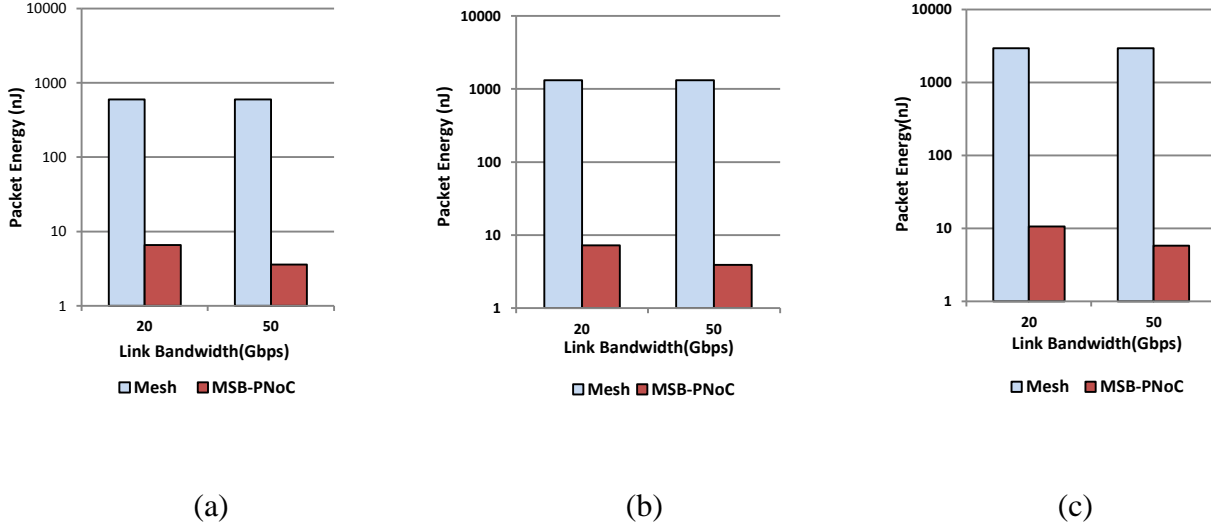 10000
1000
100
10
1
Packet Energy (nJ)
20
50
Link Bandwidth(Gbps)
Mesh
MSB-PNoC
(a)
10000
1000
100
10
1
Packet Energy (nJ)
20
50
Link Bandwidth(Gbps)
Mesh
MSB-PNoC
(b)
10000
1000
100
10
1
Packet Energy(nJ)
20
50
Link Bandwidth(Gbps)
Mesh
MSB-PNoC
(c)